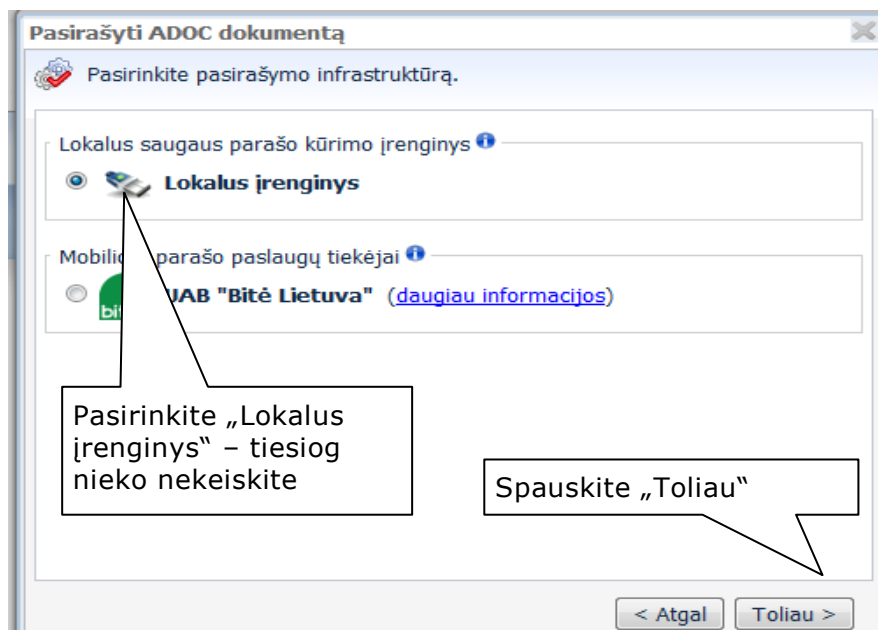 Pasirašyti ADOC dokumentą
Pasirinkite pasirašymo infrastruktūrą.
Lokalus saugaus parašo kūrimo įrenginys
Lokalus įrenginys
parašo paslaugų tiekėjai
UAB "Bitė Lietuva" (daugiau informacijos)
Pasirinkite „Lokalus
įrenginys“ – tiesiog
nieko nekeiskite
Spauskite „Toliau“
< Atgal
Toliau >